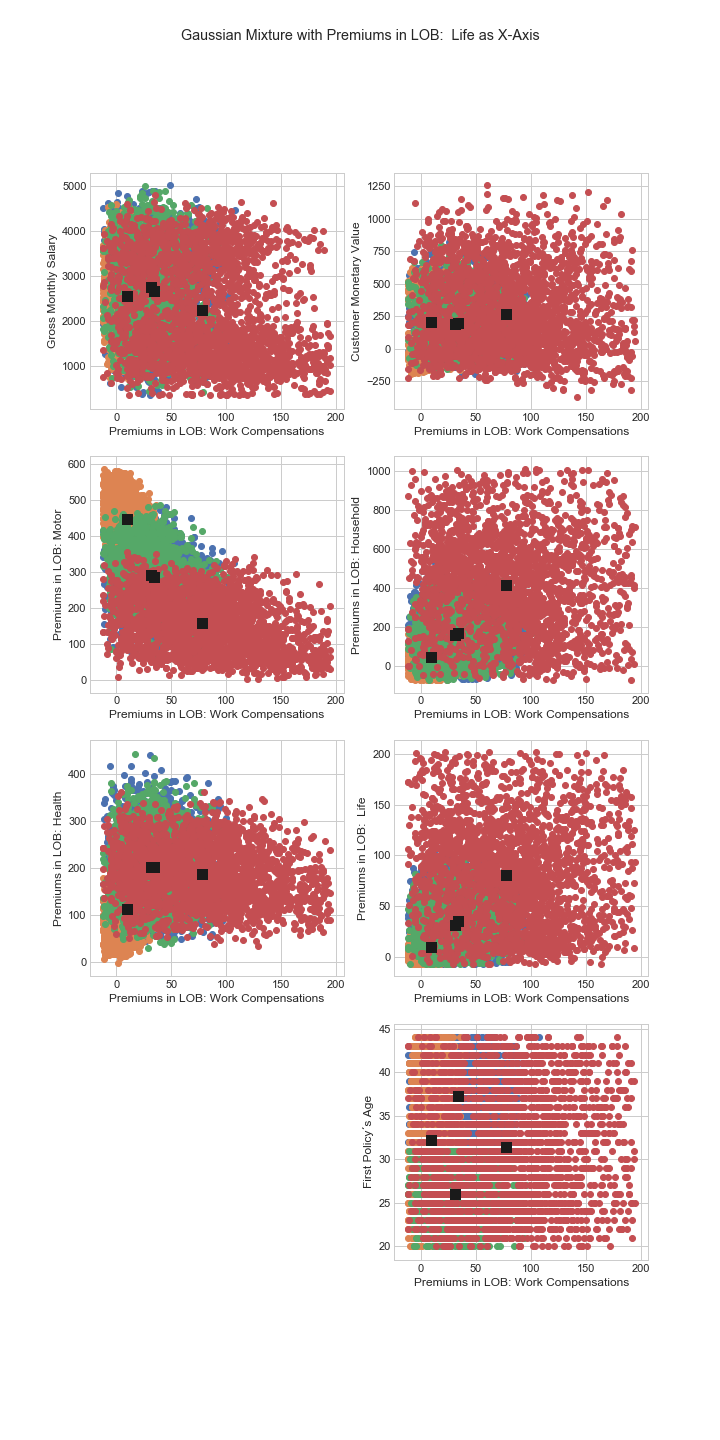 Gaussian Mixture with Premiums in LOB:  Life as X-Axis
5000
4000
3000
2000
1000
Gross Monthly Salary
0 50 100 150 200
Premiums in LOB: Work Compensations
1250
1000
750
500
250
0
−250
Customer Monetary Value
0 50 100 150 200
Premiums in LOB: Work Compensations
600
500
400
300
200
100
0
Premiums in LOB: Motor
0 50 100 150 200
Premiums in LOB: Work Compensations
1000
800
600
400
200
0
Premiums in LOB: Household
0 50 100 150 200
Premiums in LOB: Work Compensations
400
300
200
100
0
Premiums in LOB: Health
0 50 100 150 200
Premiums in LOB: Work Compensations
200
150
100
50
0
Premiums in LOB:  Life
0 50 100 150 200
Premiums in LOB: Work Compensations
45
40
35
30
25
20
First Policy´s Age
0 50 100 150 200
Premiums in LOB: Work Compensations